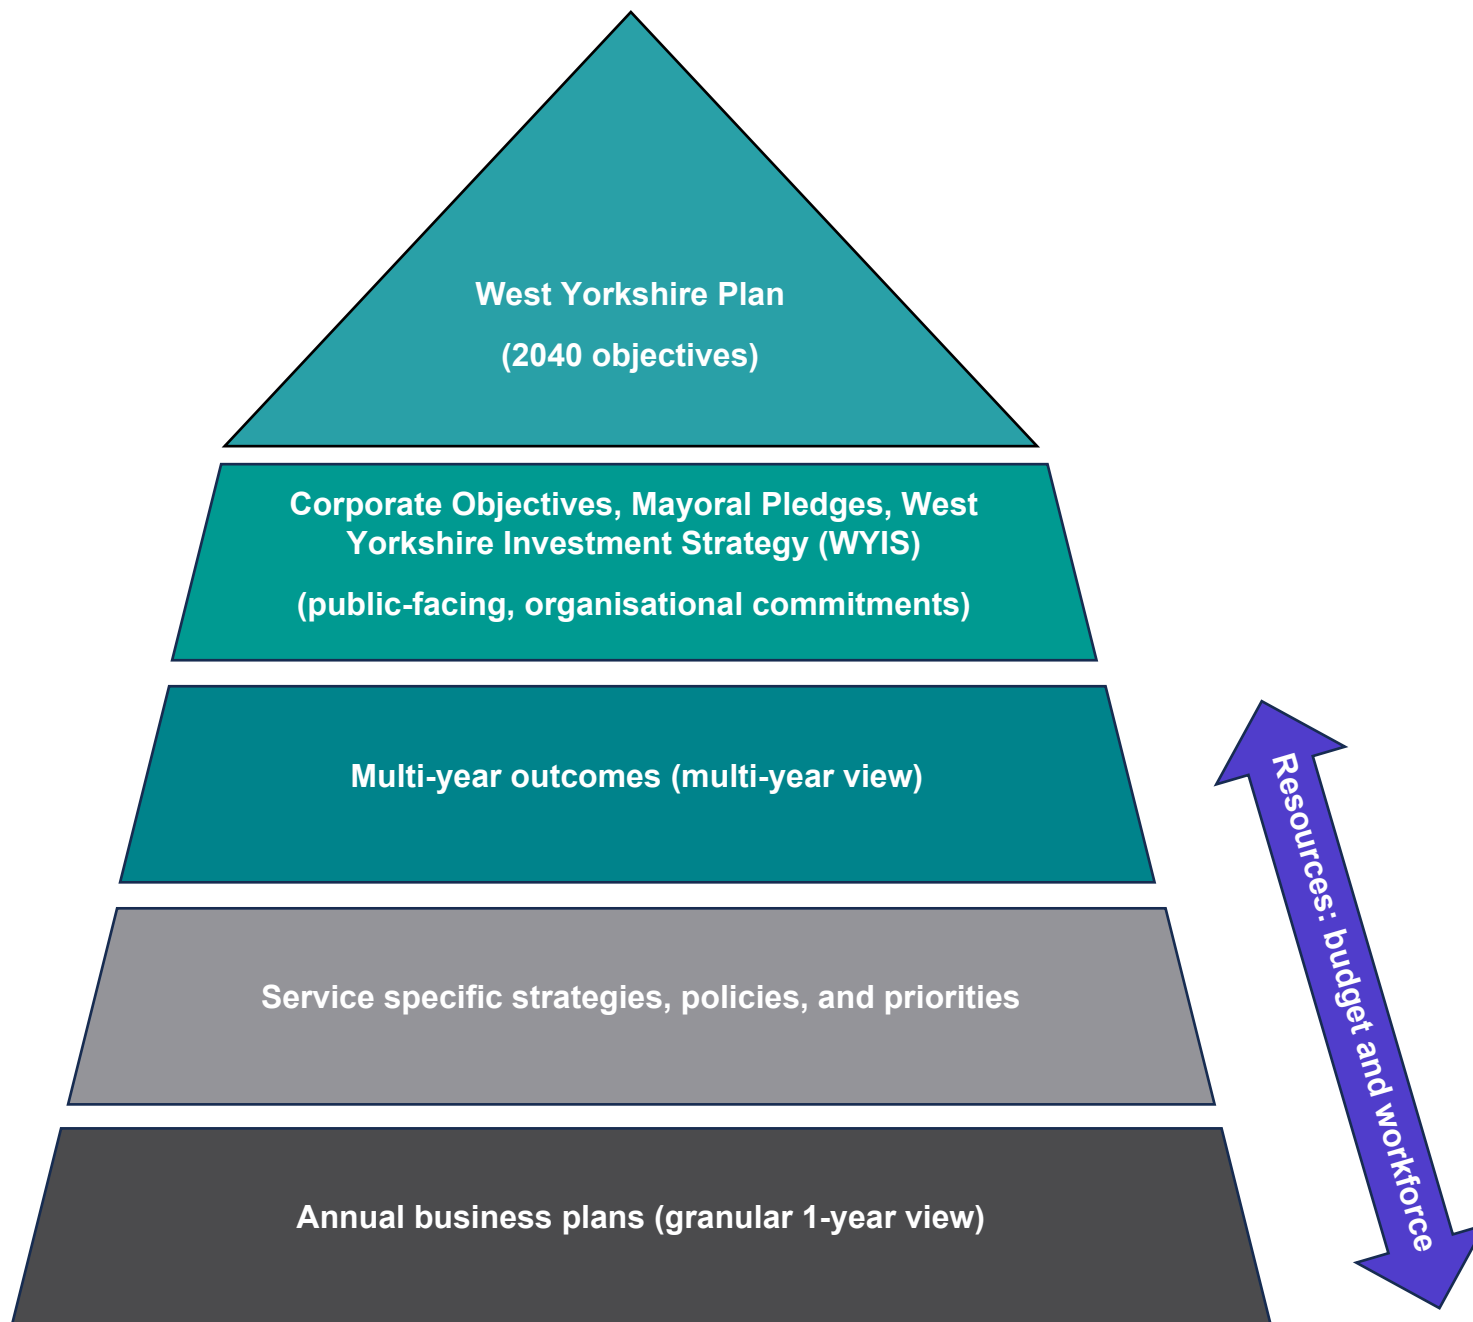 West Yorkshire Plan
(2040 objectives)
Corporate Objectives, Mayoral Pledges, West
Yorkshire Investment Strategy (WYIS)
(public-facing, organisational commitments)
Multi-year outcomes (multi-year view)
Service specific strategies, policies, and priorities
Annual business plans (granular 1-year view)
Resources: budget and workforce